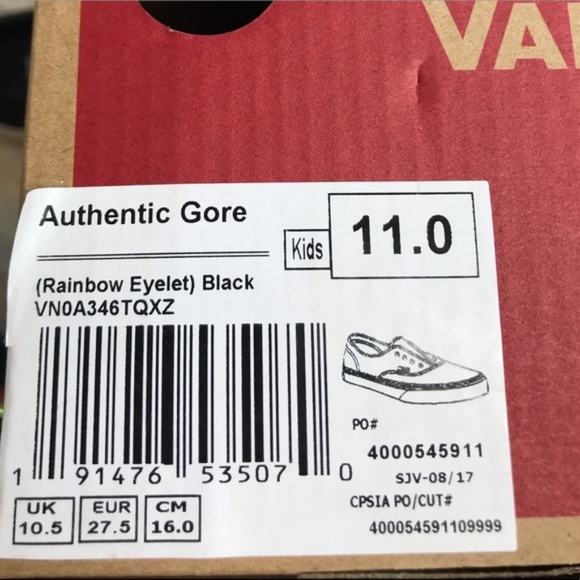 VA
Authentic Gore
Kids 11.0
(Rainbow Eyelet) Black
VN0A346TQXZ
1 91476 53507 0
PO#
4000545911
SJV-08/17
CPSIA PO/CUT#
400054591109999
UK 10.5
EUR 27.5
CM 16.0